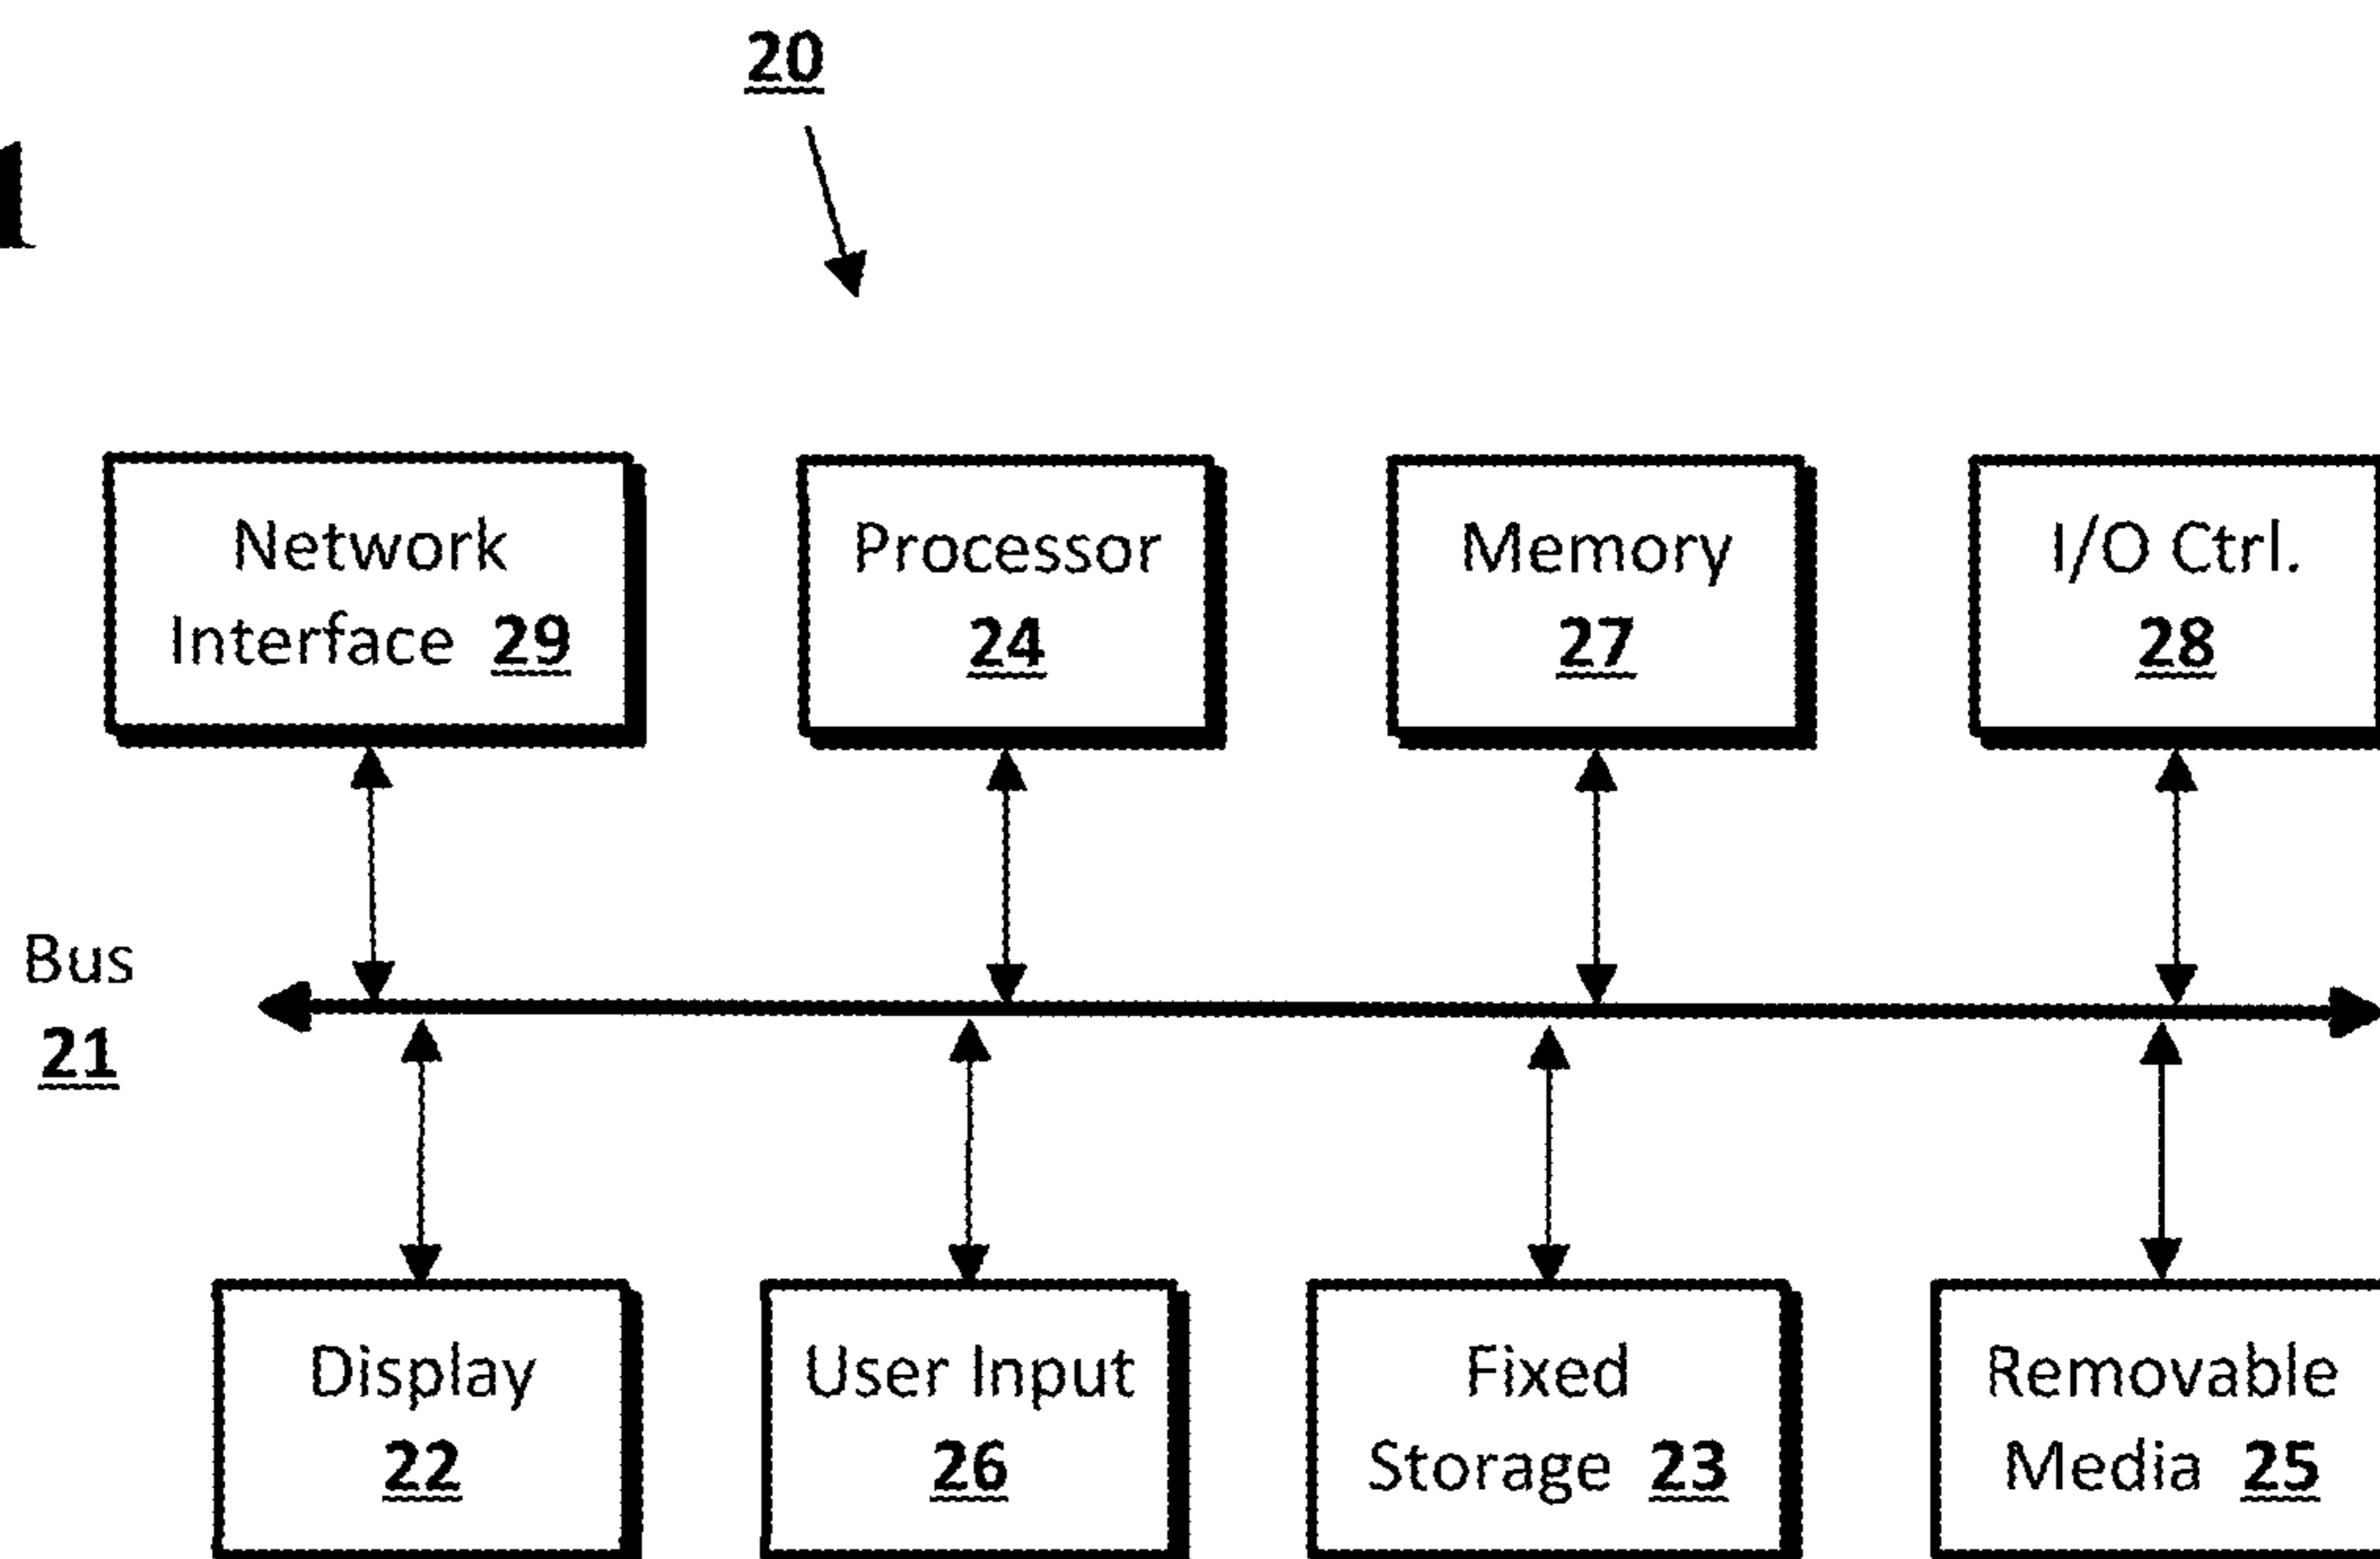 20
Network
Interface 29
Processor
24
Memory
27
I/O Ctrl.
28
Bus
21
Display
22
User Input
26
Fixed
Storage 23
Removable
Media 25